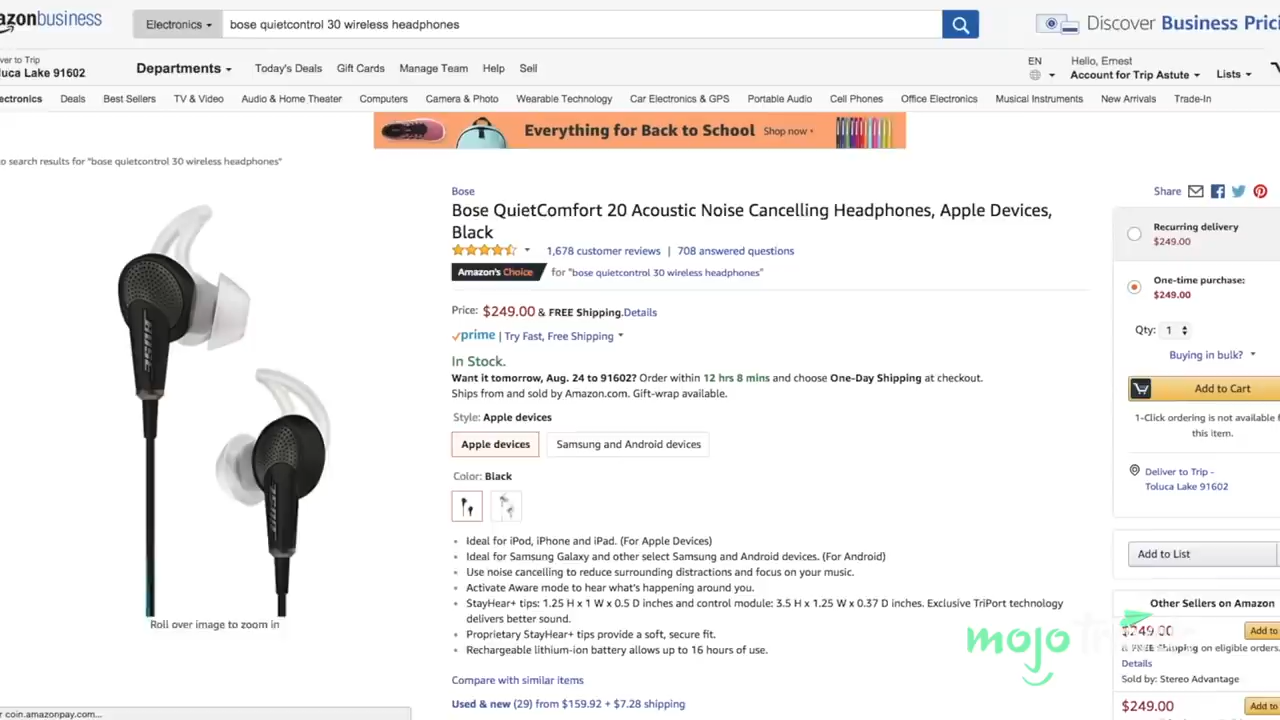 azonbusiness
Electronics
bose quietcontrol 30 wireless headphones
Discover Business Prici
er to Trip
luca Lake 91602
Departments
Today's Deals Gift Cards Manage Team Help Sell
EN
Hello, Ernest
Account for Trip Astute
Lists
ectronics Deals Best Sellers TV & Video Audio & Home Theater Computers Camera & Photo Wearable Technology Car Electronics & GPS Portable Audio Cell Phones Office Electronics Musical Instruments New Arrivals Trade-In
Everything for Back to School Shop now
o search results for "bose quietcontrol 30 wireless headphones"
BOSE
Roll over image to zoom in
Bose
Bose QuietComfort 20 Acoustic Noise Cancelling Headphones, Apple Devices,
Black
1,678 customer reviews | 708 answered questions
Amazon's Choice for "bose quietcontrol 30 wireless headphones"
Price: $249.00 & FREE Shipping. Details
prime | Try Fast, Free Shipping
In Stock.
Want it tomorrow, Aug. 24 to 91602? Order within 12 hrs 8 mins and choose One-Day Shipping at checkout.
Ships from and sold by Amazon.com. Gift-wrap available.
Style: Apple devices
Apple devices Samsung and Android devices
Color: Black
Ideal for iPod, iPhone and iPad. (For Apple Devices)
Ideal for Samsung Galaxy and other select Samsung and Android devices. (For Android)
Use noise cancelling to reduce surrounding distractions and focus on your music.
Activate Aware mode to hear what's happening around you.
StayHear+ tips: 1.25 H x 1 W x 0.5 D inches and control module: 3.5 H x 1.25 W x 0.37 D inches. Exclusive TriPort technology
delivers better sound.
Proprietary StayHear+ tips provide a soft, secure fit.
Rechargeable lithium-ion battery allows up to 16 hours of use.
Compare with similar items
Used & new (29) from $159.92 + $7.28 shipping
Share
Recurring delivery
$249.00
One-time purchase:
$249.00
Qty: 1
Buying in bulk?
Add to Cart
1-Click ordering is not available f
this item.
Deliver to Trip -
Toluca Lake 91602
Add to List
Other Sellers on Amazon
$249.00 Add to
& FREE Shipping on eligible orders.
Details
Sold by: Stereo Advantage
$249.00 Add to
mojo
r coin.amazonpay.com...